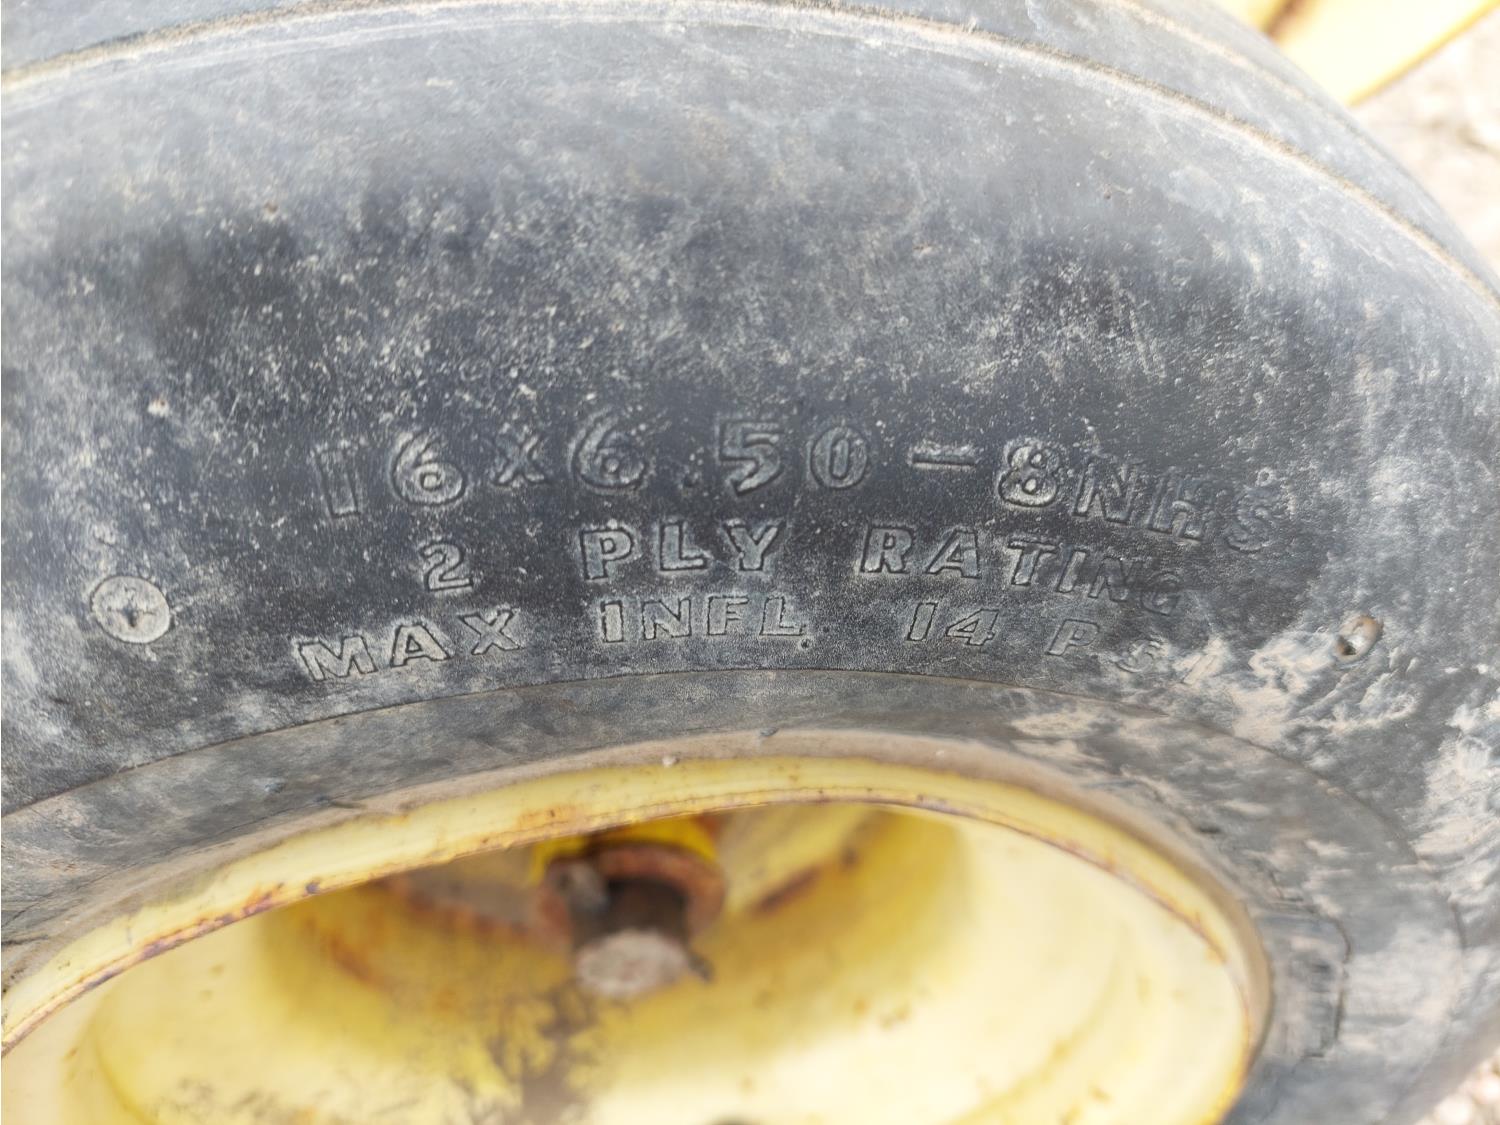 16x6.50-8NHS
2 PLY RATING
MAX INFL. 14 PSI